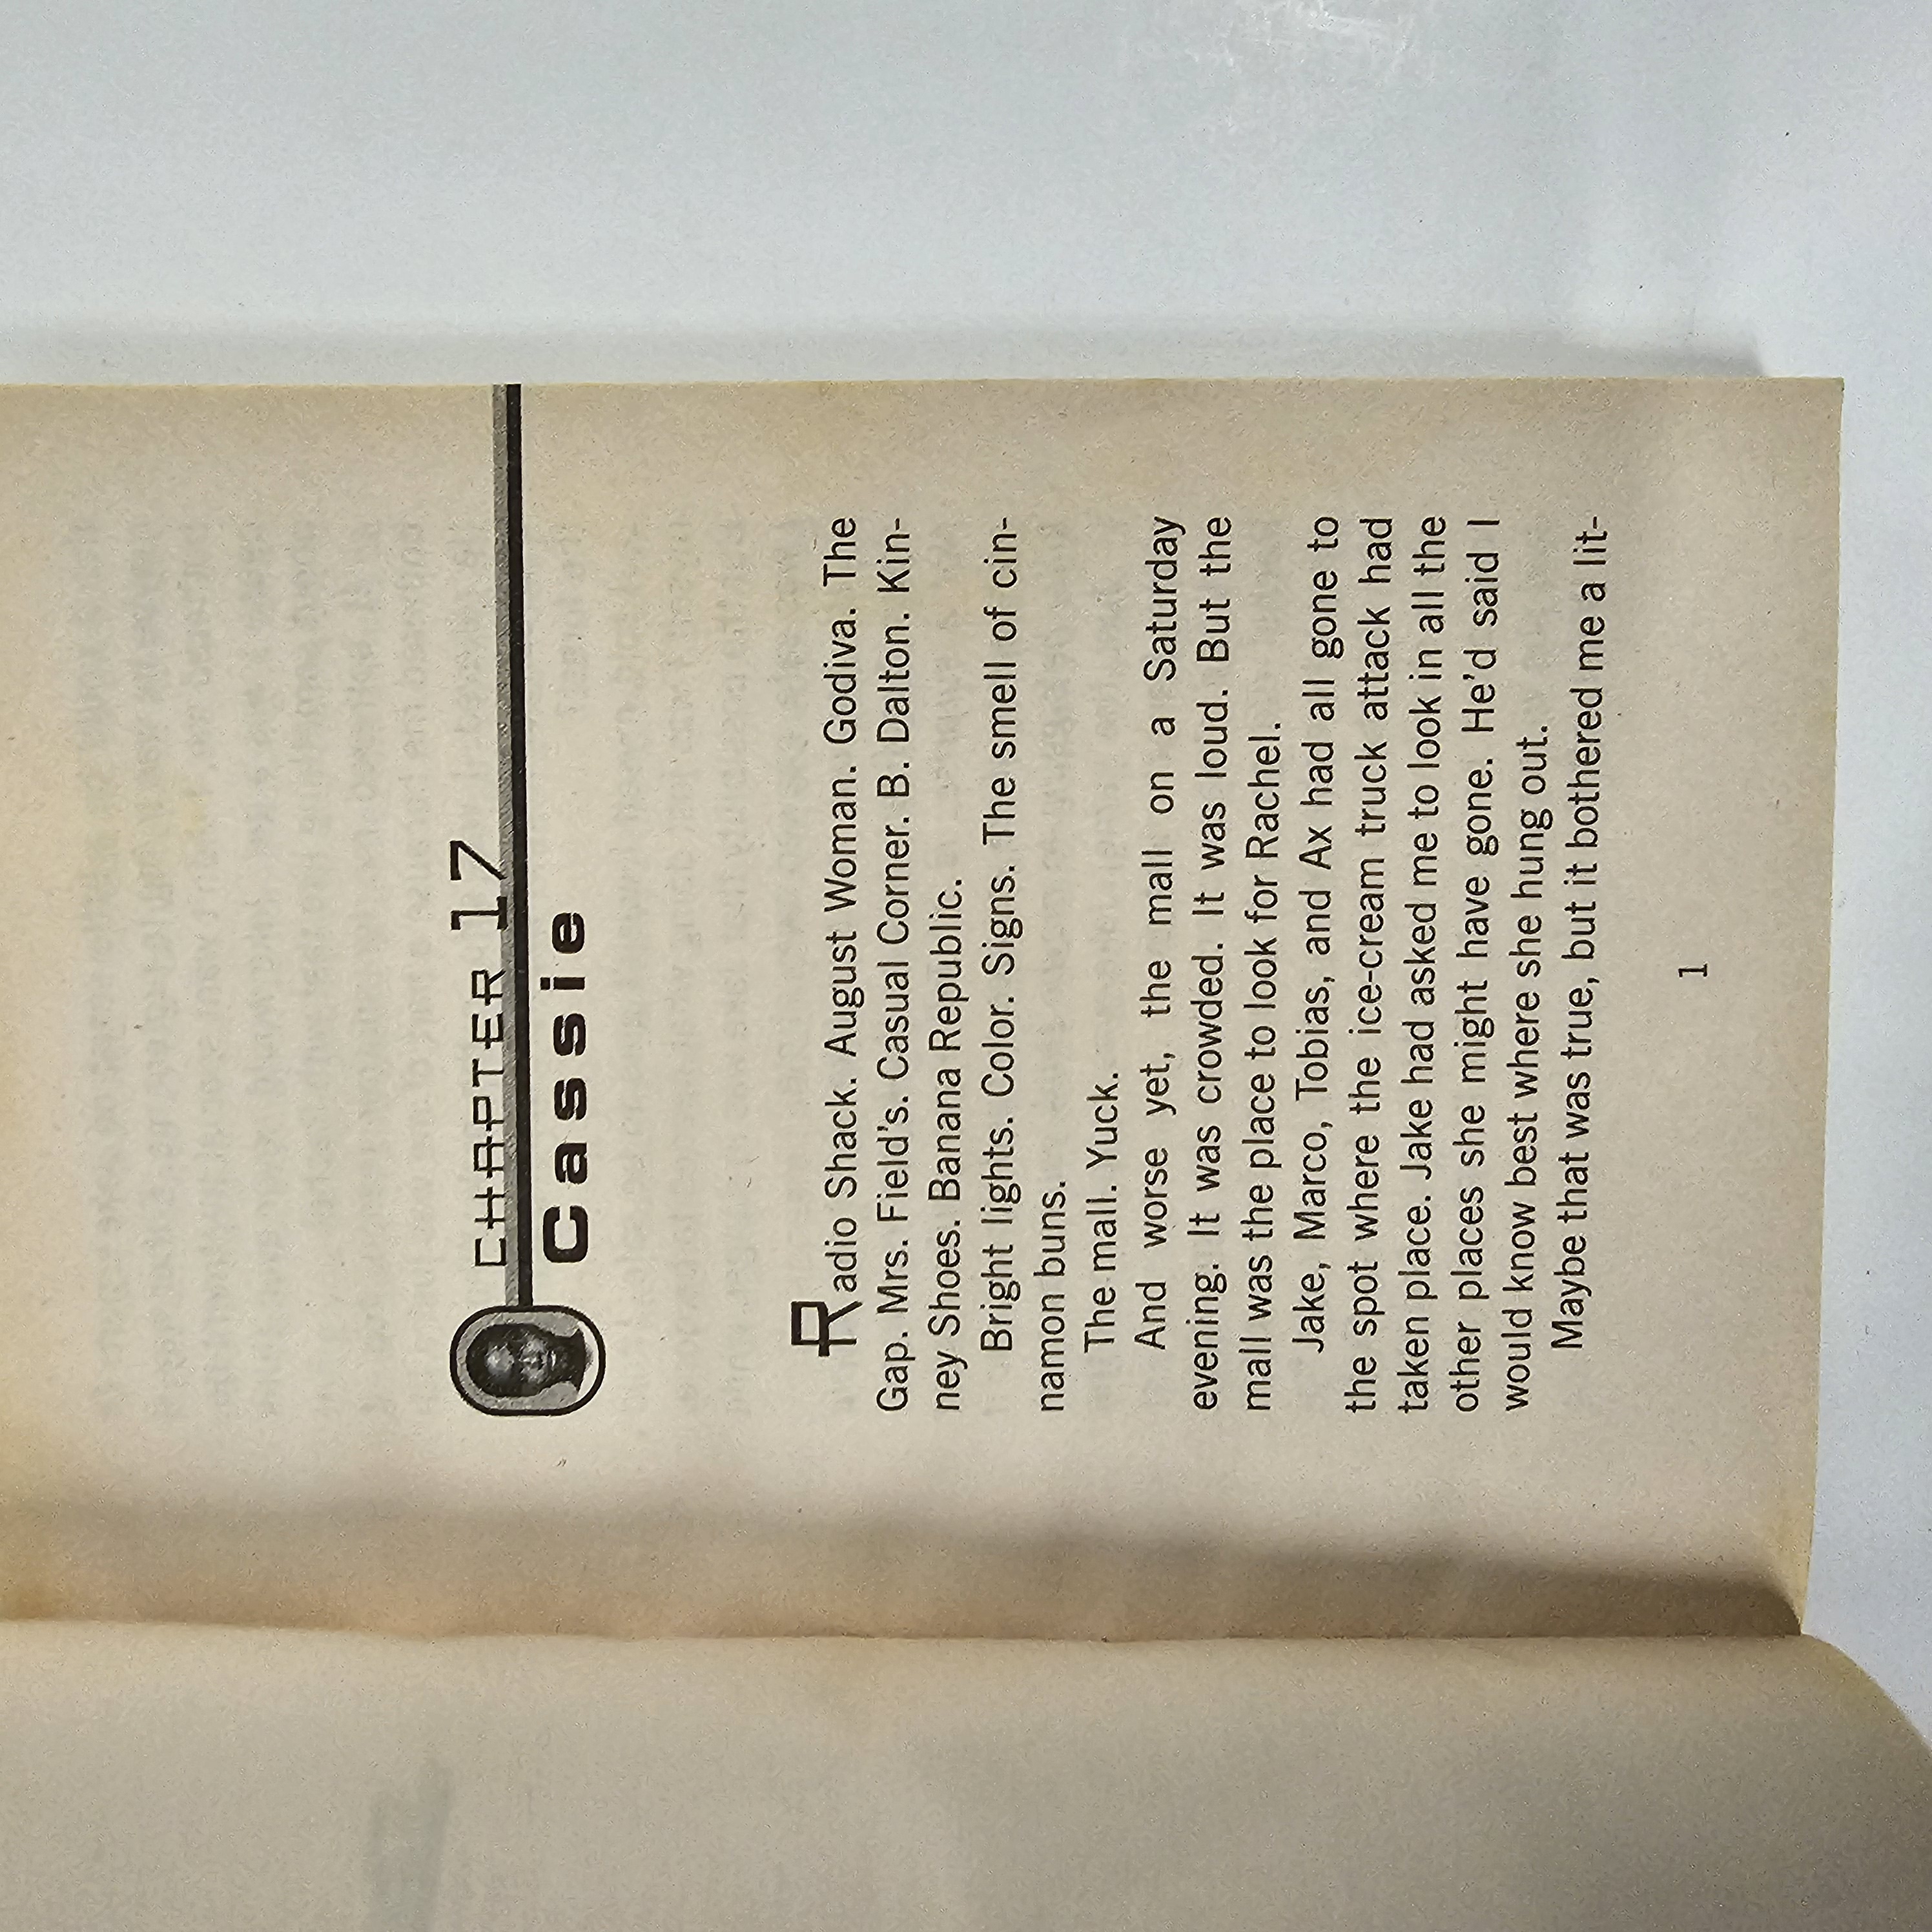 CHAPTER 17
Cassie
Radio Shack. August Woman. Godiva. The
Gap. Mrs. Field's. Casual Corner. B. Dalton. Kin-
ney Shoes. Banana Republic.
Bright lights. Color. Signs. The smell of cin-
namon buns.
The mall. Yuck.
And worse yet, the mall on a Saturday
evening. It was crowded. It was loud. But the
mall was the place to look for Rachel.
Jake, Marco, Tobias, and Ax had all gone to
the spot where the ice-cream truck attack had
taken place. Jake had asked me to look in all the
other places she might have gone. He'd said I
would know best where she hung out.
Maybe that was true, but it bothered me a lit-
1